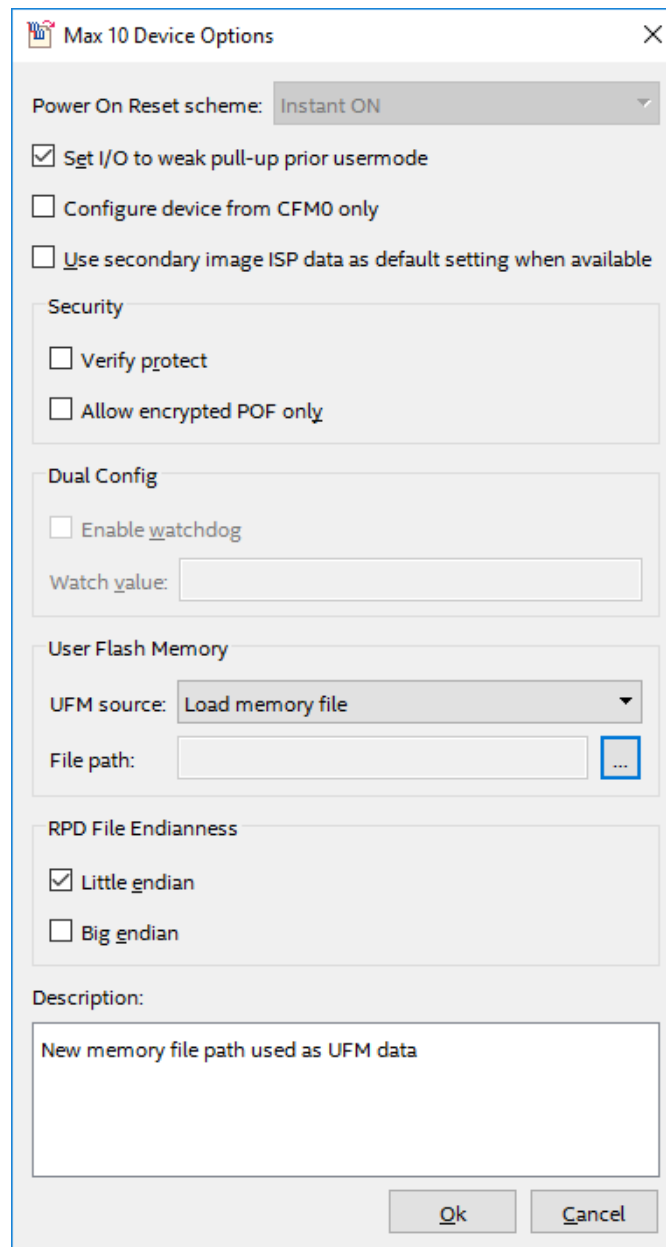 Max 10 Device Options
Power On Reset scheme: Instant ON
Set I/O to weak pull-up prior usermode
Configure device from CFM0 only
Use secondary image ISP data as default setting when available
Security
Verify protect
Allow encrypted POF only
Dual Config
Enable watchdog
Watch value:
User Flash Memory
UFM source: Load memory file
File path: ...
RPD File Endianness
Little endian
Big endian
Description:
New memory file path used as UFM data
Ok Cancel